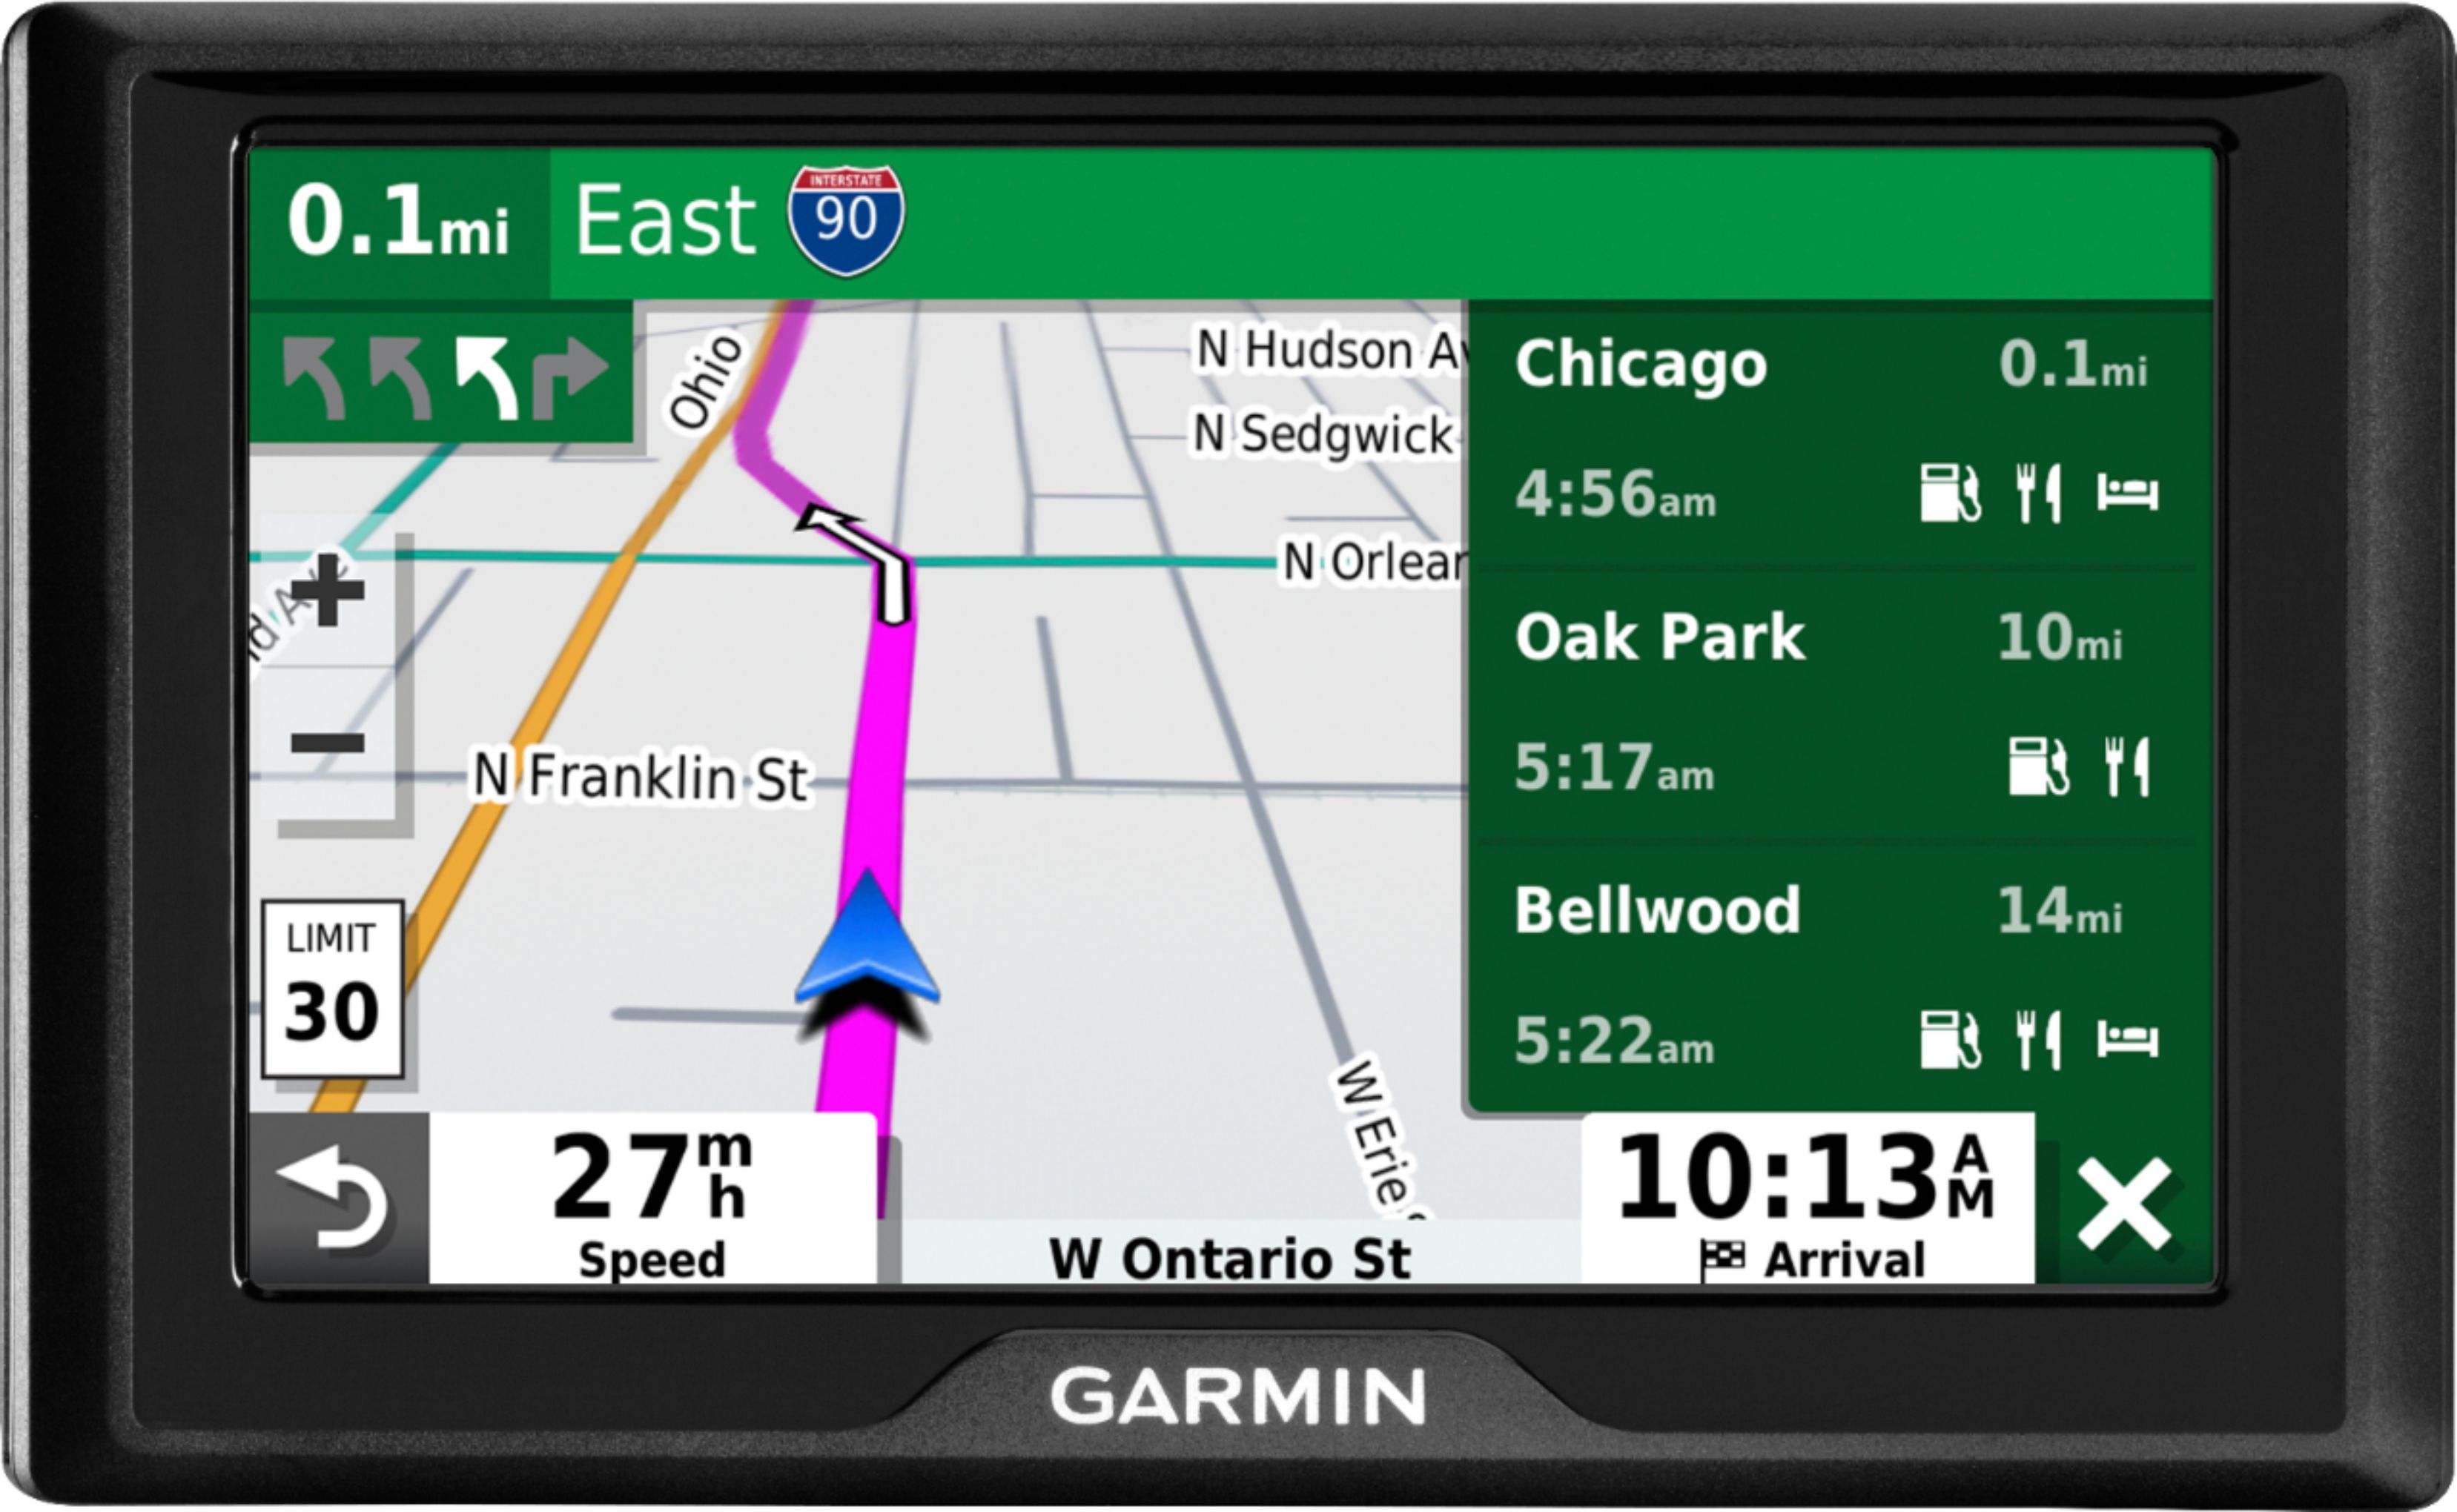 0.1mi East INTERSTATE 90
Ohio
N Hudson Av
N Sedgwick
N Orlear
N Franklin St
W Erie S
LIMIT
30
Chicago 0.1mi
4:56am
Oak Park 10mi
5:17am
Bellwood 14mi
5:22am
27mh
Speed
W Ontario St
10:13AM
Arrival
GARMIN